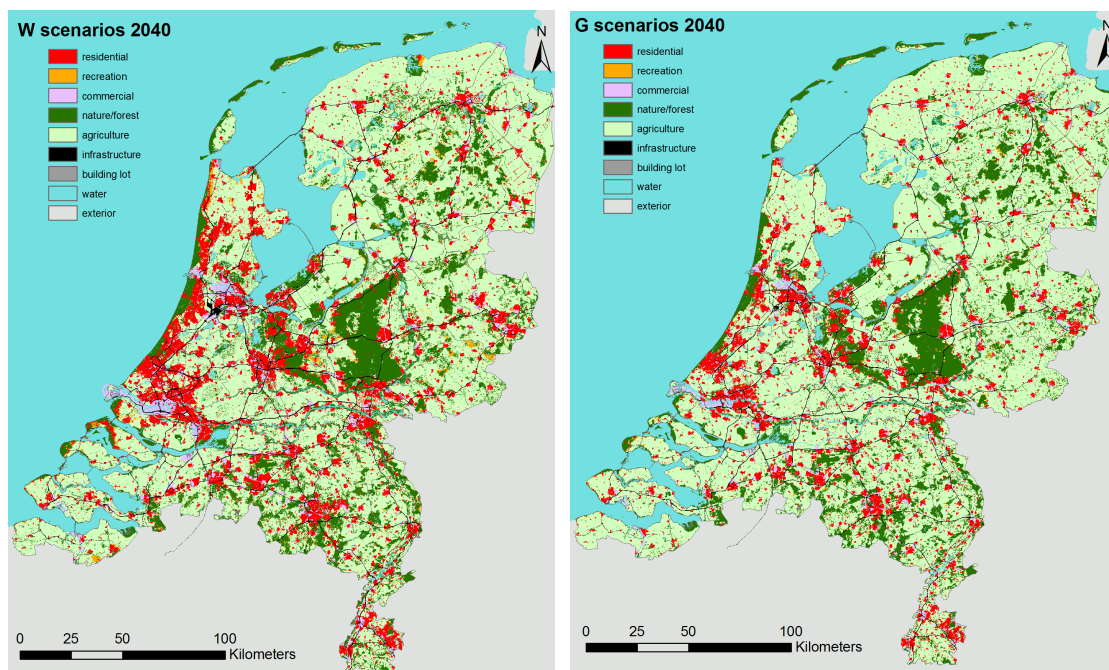 W scenarios 2040
N
residential
recreation
commercial
nature/forest
agriculture
infrastructure
building lot
water
exterior
0 25 50 100
Kilometers
G scenarios 2040
N
residential
recreation
commercial
nature/forest
agriculture
infrastructure
building lot
water
exterior
0 25 50 100
Kilometers